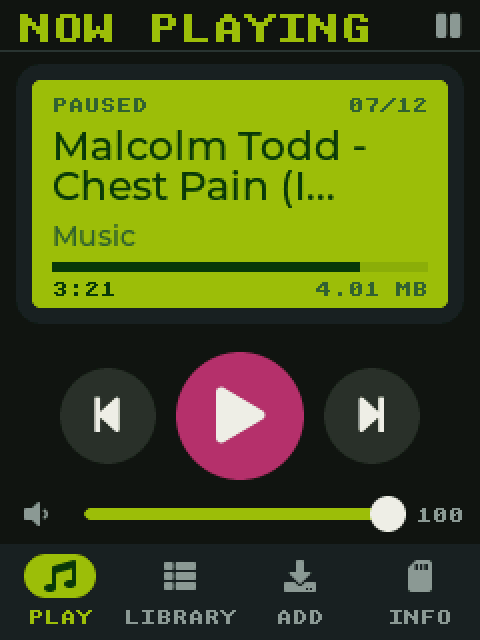 NOW PLAYING
PAUSED 07/12
Malcolm Todd -
Chest Pain (I...
Music
3:21 4.01 MB
100
PLAY LIBRARY ADD INFO